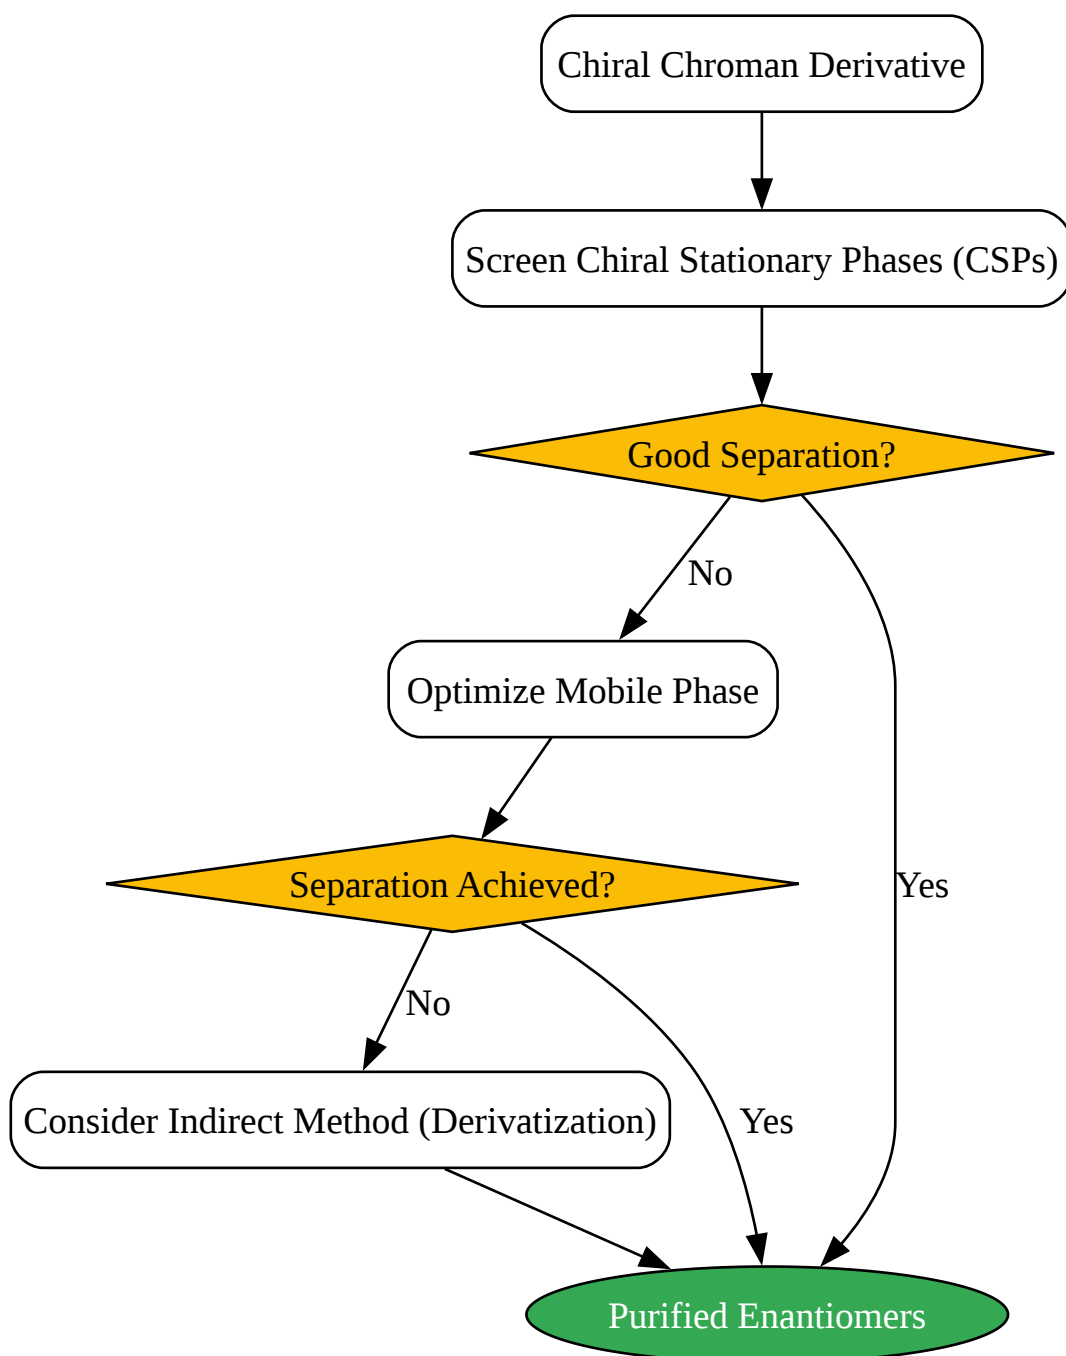 Chiral Chroman Derivative
Screen Chiral Stationary Phases (CSPs)
Good Separation?
No
Optimize Mobile Phase
Separation Achieved?
Yes
No
Consider Indirect Method (Derivatization)
Yes
Purified Enantiomers